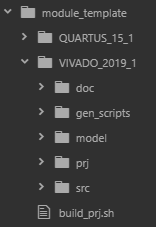 module_template
QUARTUS_15_1
VIVADO_2019_1
doc
gen_scripts
model
prj
src
build_prj.sh